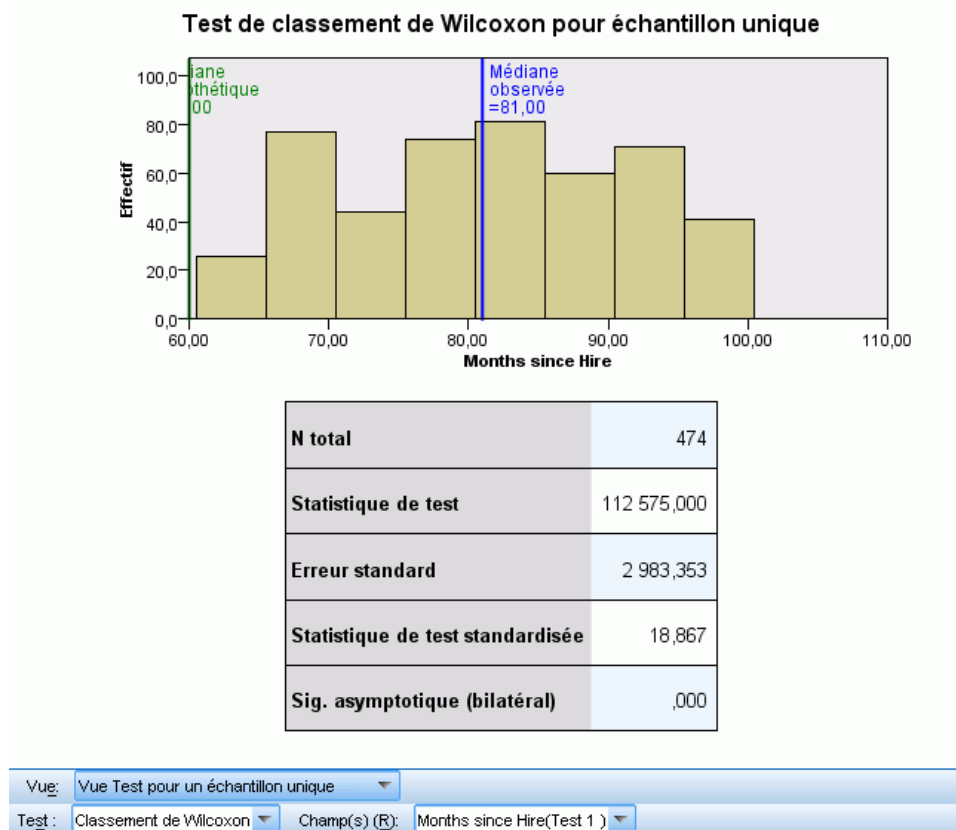 Test de classement de Wilcoxon pour échantillon unique
iane
thétique
00
Médiane
observée
=81,00
100,0
80,0
60,0
40,0
20,0
0,0
Effectif
60,00 70,00 80,00 90,00 100,00 110,00
Months since Hire
N total 474
Statistique de test 112 575,000
Erreur standard 2 983,353
Statistique de test standardisée 18,867
Sig. asymptotique (bilatéral) ,000
Vue: Vue Test pour un échantillon unique
Test : Classement de Wilcoxon Champ(s) (R): Months since Hire(Test 1 )